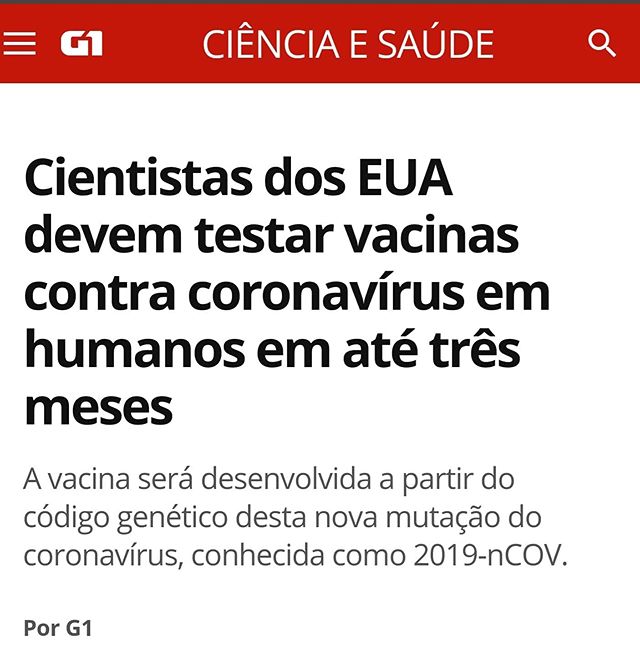 G1 CIÊNCIA E SAÚDE
Cientistas dos EUA
devem testar vacinas
contra coronavírus em
humanos em até três
meses
A vacina será desenvolvida a partir do
código genético desta nova mutação do
coronavírus, conhecida como 2019-nCOV.
Por G1